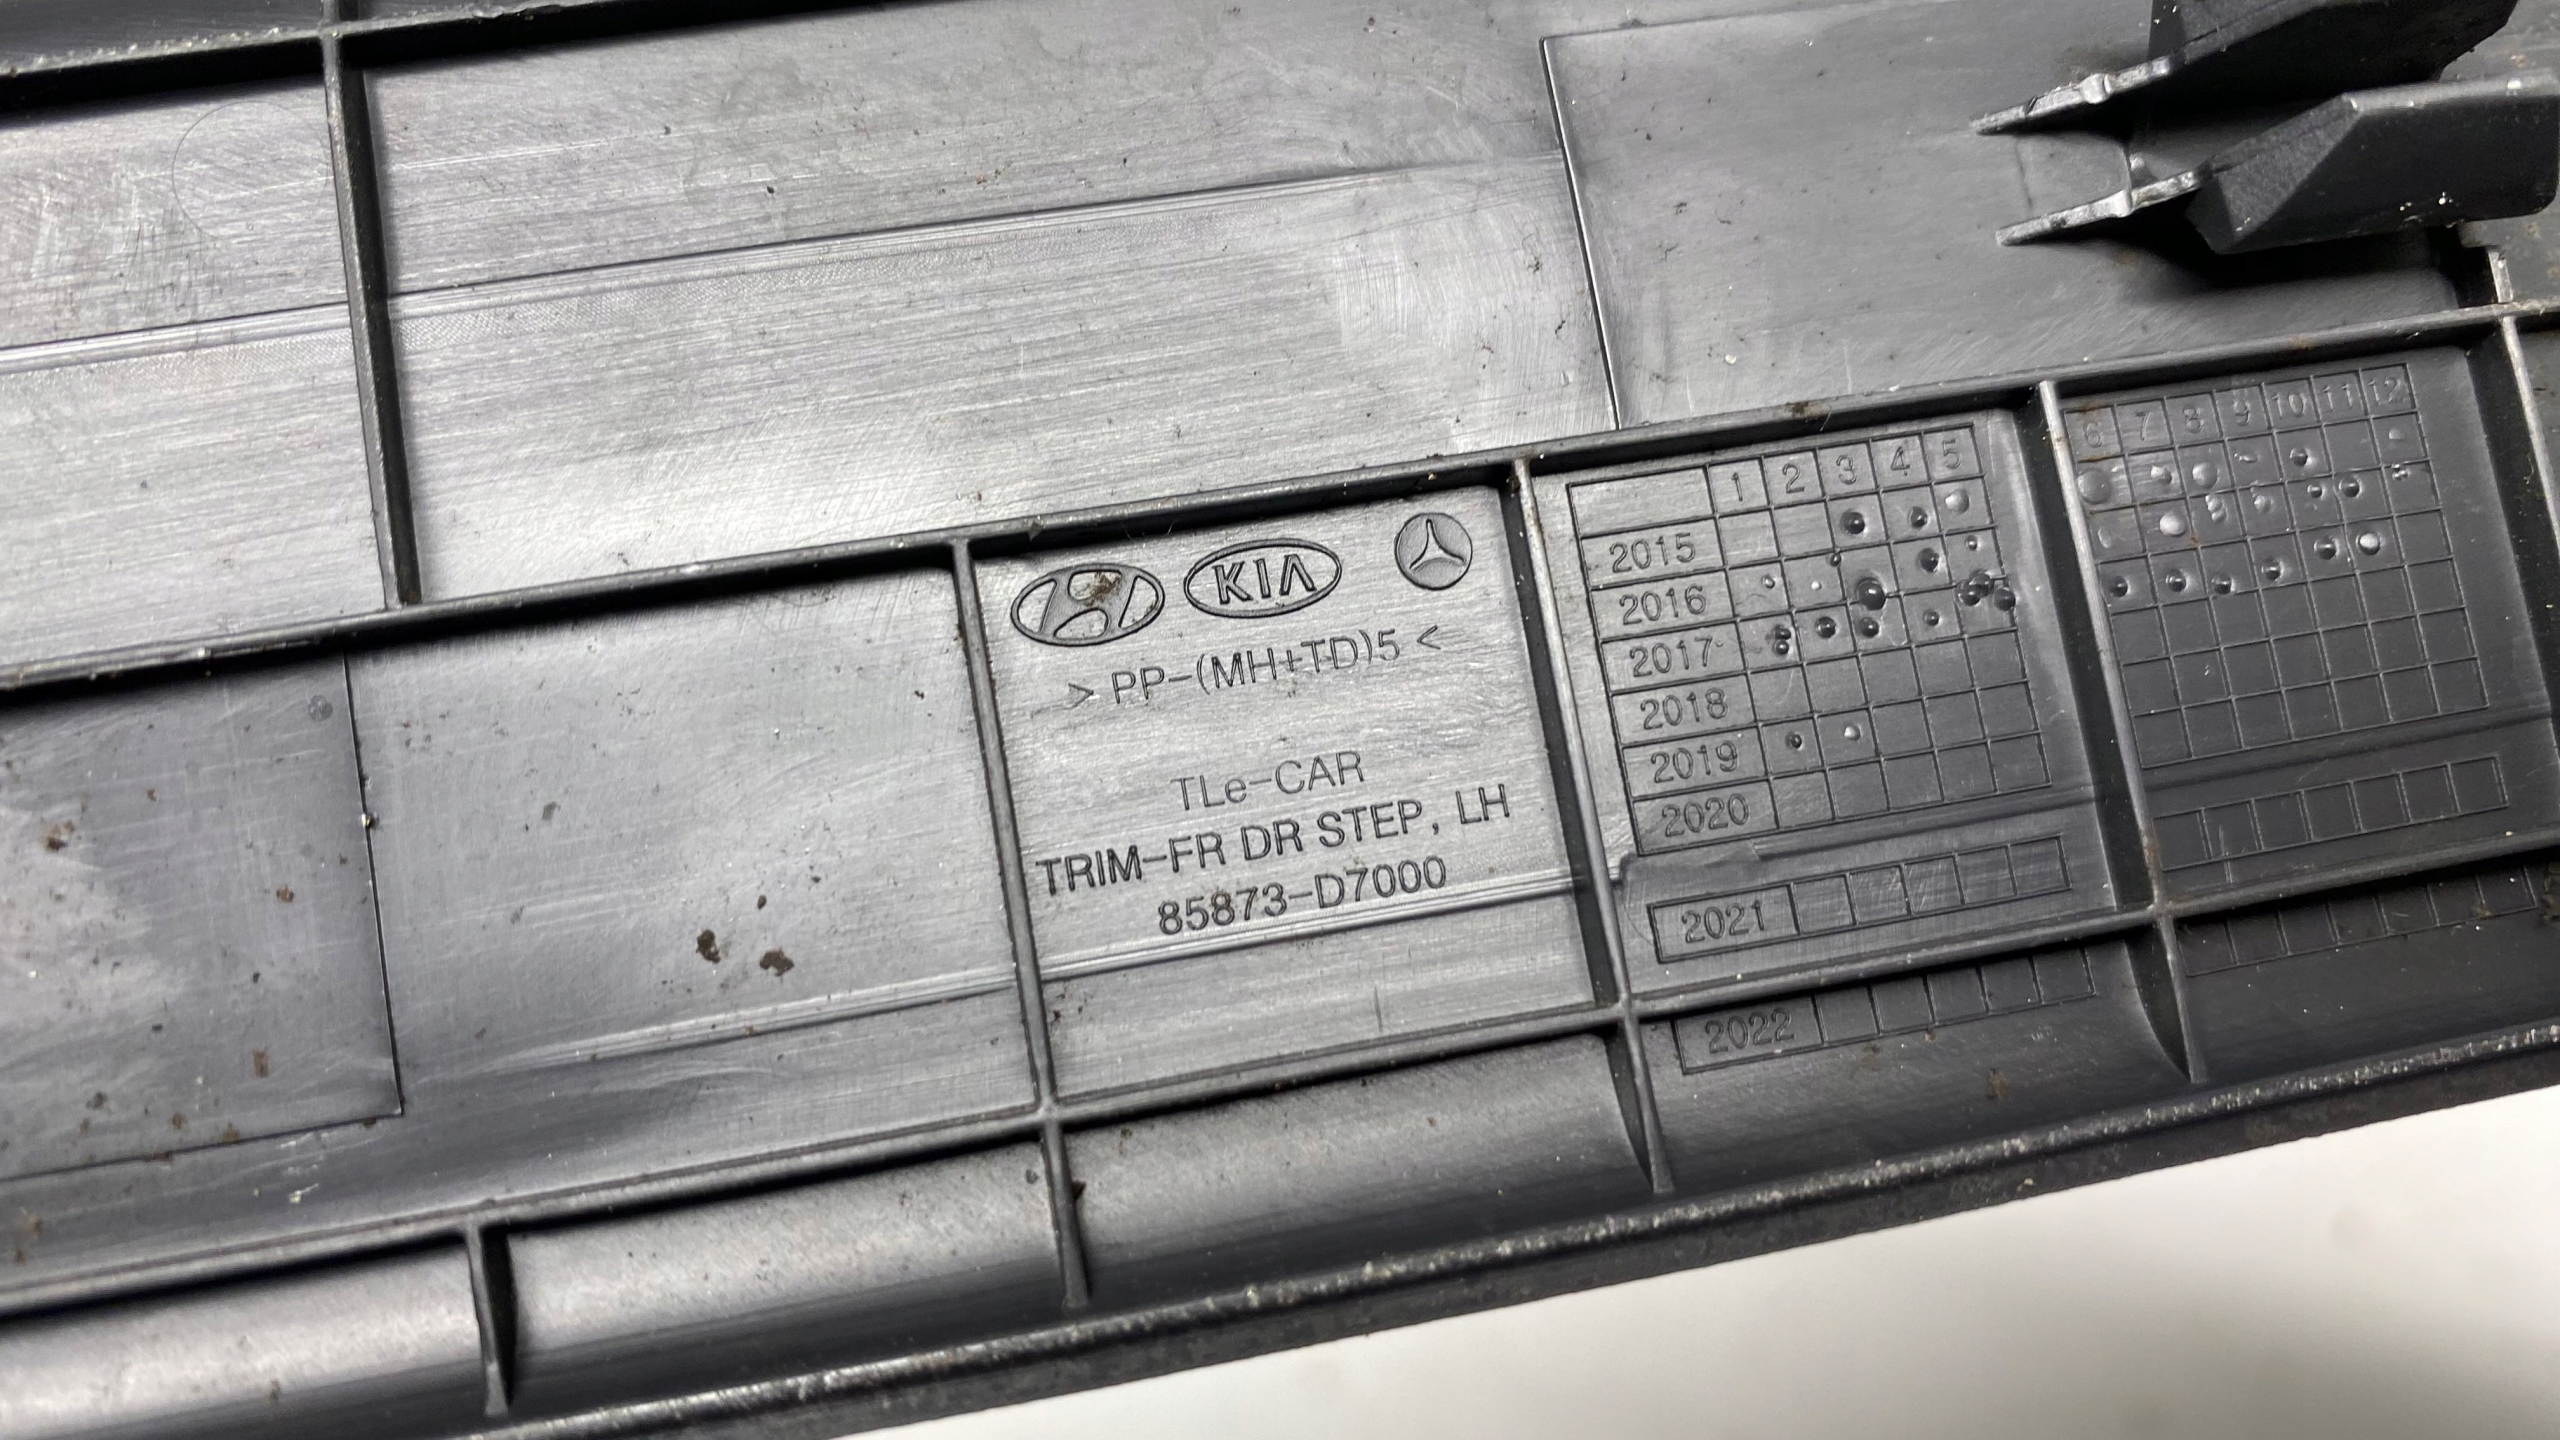 KIA
> PP-(MH+TD)5 <
TLe-CAR
TRIM-FR DR STEP, LH
85873-D7000
1 2 3 4 5 6 7 8 9 10 11 12
2015
2016
2017
2018
2019
2020
2021
2022